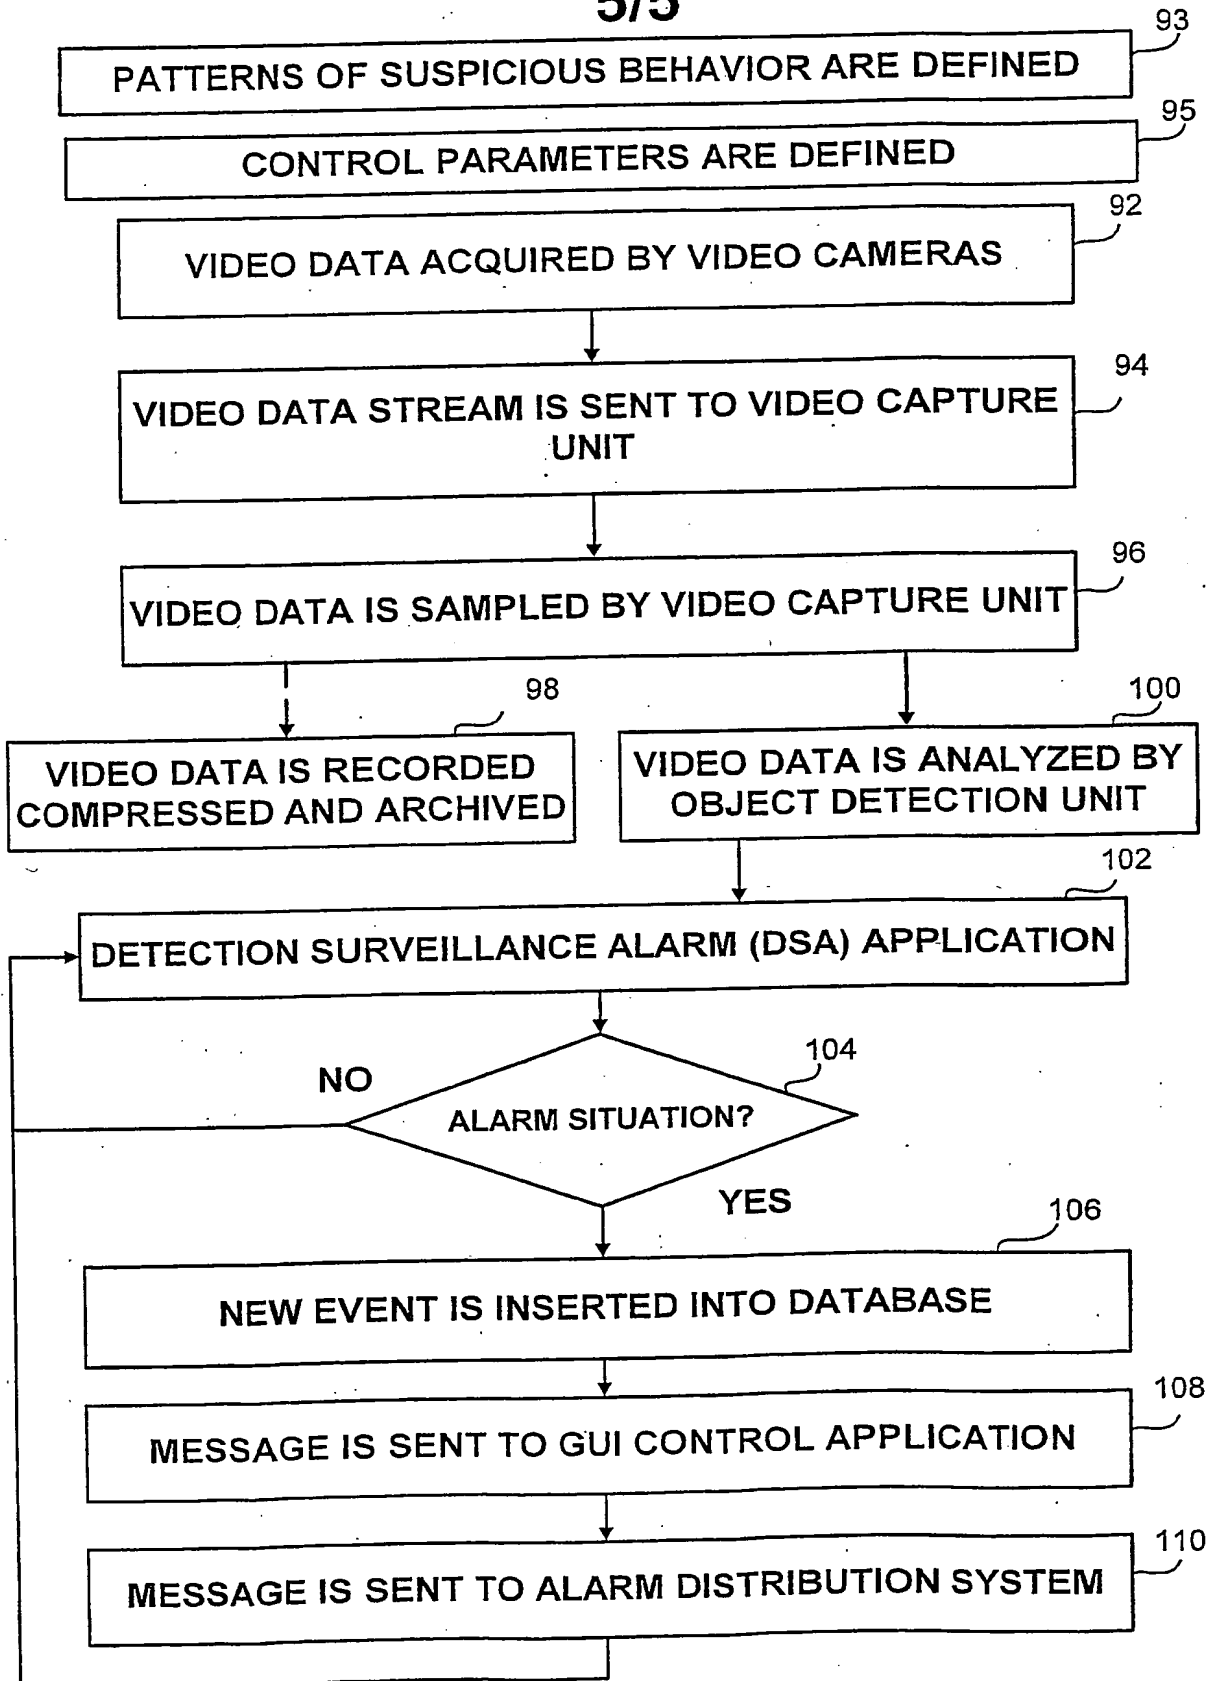 5/5
93
PATTERNS OF SUSPICIOUS BEHAVIOR ARE DEFINED
95
CONTROL PARAMETERS ARE DEFINED
92
VIDEO DATA ACQUIRED BY VIDEO CAMERAS
94
VIDEO DATA STREAM IS SENT TO VIDEO CAPTURE
UNIT
96
VIDEO DATA IS SAMPLED BY VIDEO CAPTURE UNIT
98
VIDEO DATA IS RECORDED
COMPRESSED AND ARCHIVED
100
VIDEO DATA IS ANALYZED BY
OBJECT DETECTION UNIT
102
DETECTION SURVEILLANCE ALARM (DSA) APPLICATION
104
NO
ALARM SITUATION?
YES
106
NEW EVENT IS INSERTED INTO DATABASE
108
MESSAGE IS SENT TO GUI CONTROL APPLICATION
110
MESSAGE IS SENT TO ALARM DISTRIBUTION SYSTEM